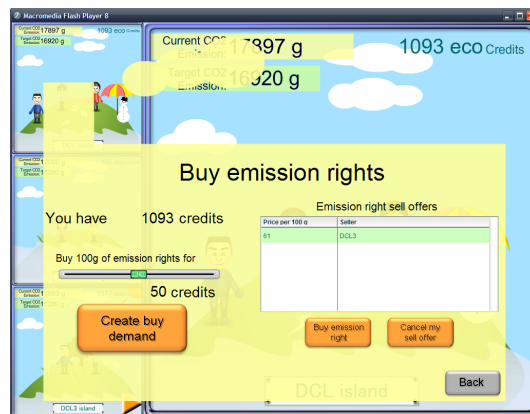 Macromedia Flash Player 8
Current CO2
Emission:
17897 g
1093 eco Credits
Target CO2
Emission:
16920 g
DCL island
Current CO2
Emission:
17897 g
1093 eco Credits
Target CO2
Emission:
16920 g
Buy emission rights
You have 1093 credits
Buy 100g of emission rights for
50 credits
Create buy
demand
Emission right sell offers
Price per 100 g Seller
61 DCL3
Buy emission
right
Cancel my
sell offer
Back
DCL island
DCL3 island